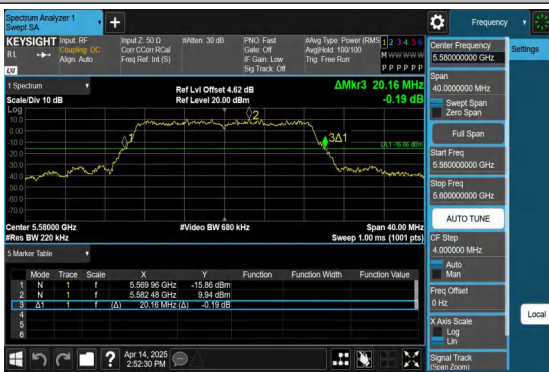 Spectrum Analyzer 1
Swept SA
+
Frequency
KEYSIGHT
RL
Input: RF
Coupling: DC
Align: Auto
Input Z: 50 Ω
Corr CCorr RCal
Freq Ref: Int (S)
#Atten: 30 dB
PNO: Fast
Gate: Off
IF Gain: Low
Sig Track: Off
#Avg Type: Power (RMS
Avg|Hold: 100/100
Trig: Free Run
1 2 3 4 5 6
M W W W W W
P P P P P P
1 Spectrum
Scale/Div 10 dB
Ref Lvl Offset 4.62 dB
Ref Level 20.00 dBm
ΔMkr3 20.16 MHz
-0.19 dB
Log
10.0
0.00
-10.0
-20.0
-30.0
-40.0
-50.0
-60.0
-70.0
1
2
3Δ1
DL1 -16.06 dBm
Center 5.58000 GHz
#Res BW 220 kHz
#Video BW 680 kHz
Span 40.00 MHz
Sweep 1.00 ms (1001 pts)
5 Marker Table
Mode Trace Scale X Y Function Function Width Function Value
1 N 1 f 5.569 96 GHz -15.86 dBm
2 N 1 f 5.582 48 GHz 9.94 dBm
3 Δ1 1 f (Δ) 20.16 MHz (Δ) -0.19 dB
4
5
6
Apr 14, 2025
2:52:30 PM
Center Frequency
5.580000000 GHz
Settings
Span
40.0000000 MHz
Swept Span
Zero Span
Full Span
Start Freq
5.560000000 GHz
Stop Freq
5.600000000 GHz
AUTO TUNE
CF Step
4.000000 MHz
Auto
Man
Freq Offset
0 Hz
X Axis Scale
Log
Lin
Local
Signal Track
(Span Zoom)